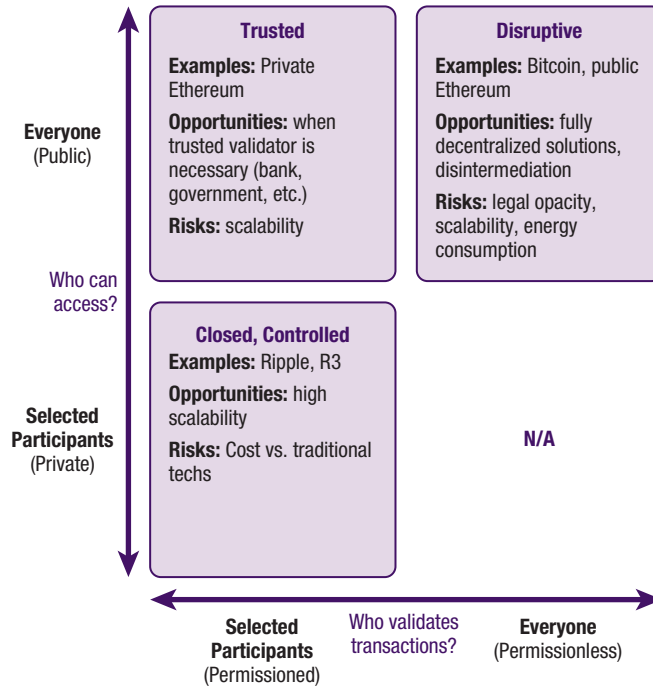 Trusted
Examples: Private
Ethereum
Opportunities: when
trusted validator is
necessary (bank,
government, etc.)
Risks: scalability
Disruptive
Examples: Bitcoin, public
Ethereum
Opportunities: fully
decentralized solutions,
disintermediation
Risks: legal opacity,
scalability, energy
consumption
Everyone
(Public)
Who can
access?
Closed, Controlled
Examples: Ripple, R3
Opportunities: high
scalability
Risks: Cost vs. traditional
techs
Selected
Participants
(Private)
N/A
Selected
Participants
(Permissioned)
Who validates
transactions?
Everyone
(Permissionless)